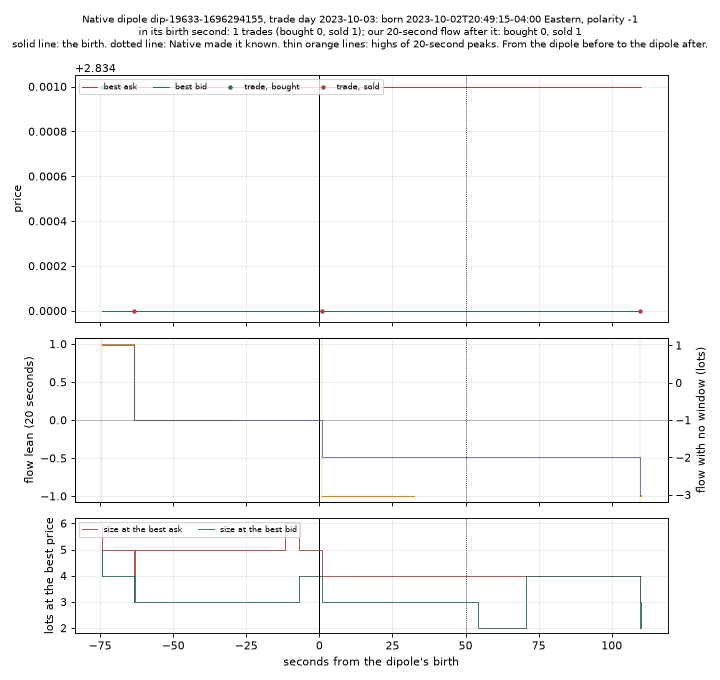 Native dipole dip-19633-1696294155, trade day 2023-10-03: born 2023-10-02T20:49:15-04:00 Eastern, polarity -1
in its birth second: 1 trades (bought 0, sold 1); our 20-second flow after it: bought 0, sold 1
solid line: the birth. dotted line: Native made it known. thin orange lines: highs of 20-second peaks. From the dipole before to the dipole after.
+2.834
best ask best bid trade, bought trade, sold
0.0010
0.0008
0.0006
0.0004
0.0002
0.0000
price
1.0
0.5
0.0
−0.5
−1.0
flow lean (20 seconds)
1
0
−1
−2
−3
flow with no window (lots)
size at the best ask size at the best bid
6
5
4
3
2
lots at the best price
−75 −50 −25 0 25 50 75 100
seconds from the dipole's birth